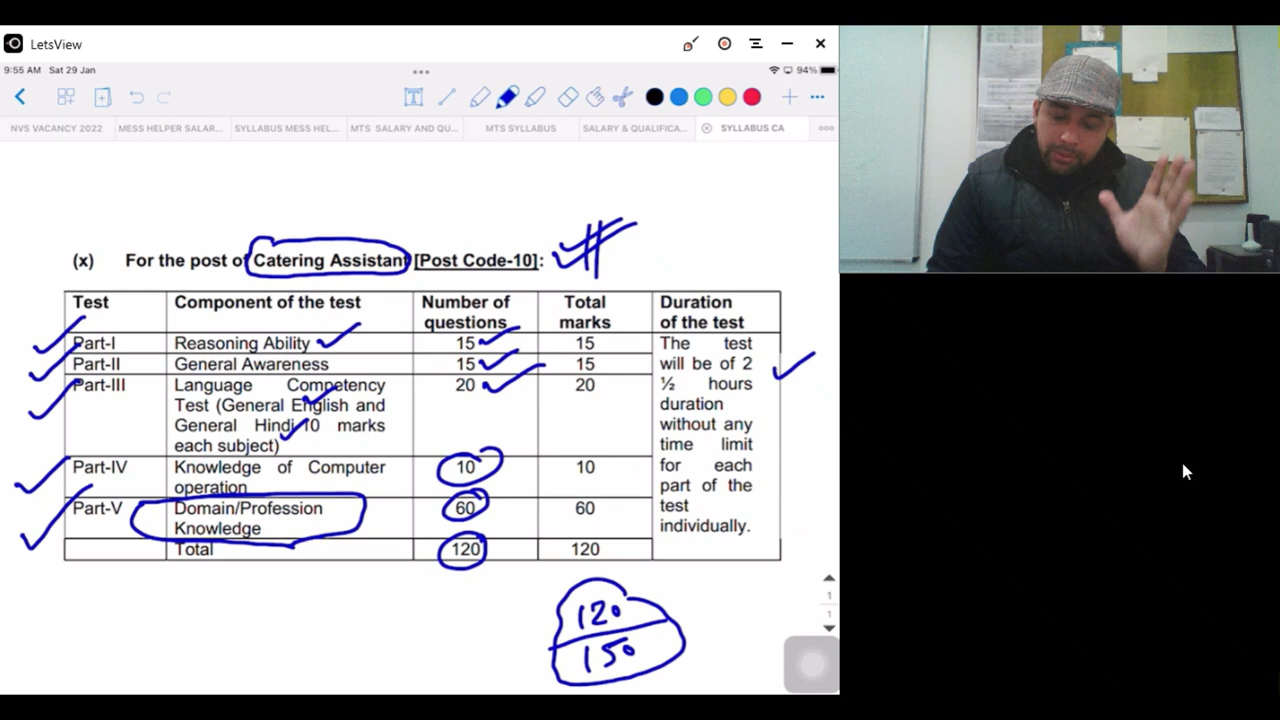 LetsView
9:55 AM Sat 29 Jan
94%
NVS VACANCY 2022 MESS HELPER SALAR... SYLLABUS MESS HEL... MTS SALARY AND QU... MTS SYLLABUS SALARY & QUALIFICA... SYLLABUS CA
(x) For the post of Catering Assistant [Post Code-10]:
Test Component of the test Number of questions Total marks Duration of the test
Part-I Reasoning Ability 15 15
Part-II General Awareness 15 15
Part-III Language Competency Test (General English and General Hindi 10 marks each subject) 20 20
Part-IV Knowledge of Computer operation 10 10
Part-V Domain/Profession Knowledge 60 60
Total 120 120
The test will be of 2 ½ hours duration without any time limit for each part of the test individually.
120
150
1
1